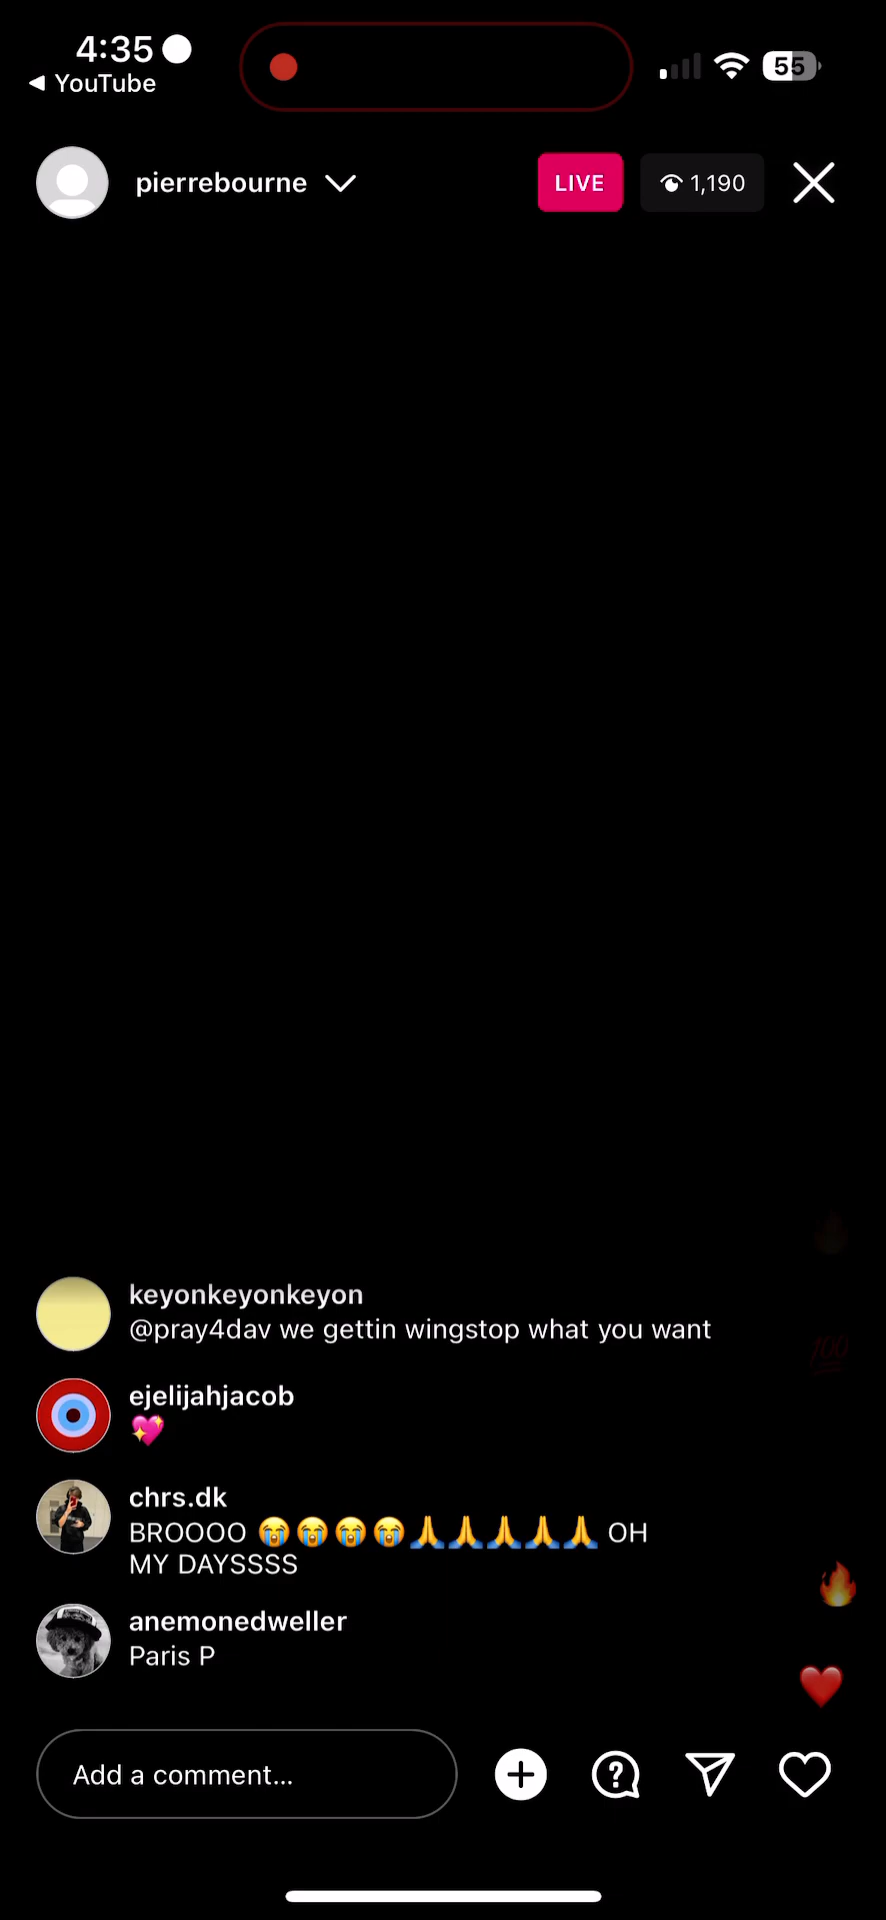 4:35
◀ YouTube
55
pierrebourne
LIVE
1,190
keyonkeyonkeyon
@pray4dav we gettin wingstop what you want
ejelijahjacob
💖
chrs.dk
BROOOO 😭😭😭😭🙏🙏🙏🙏🙏 OH
MY DAYSSSS
anemonedweller
Paris P
Add a comment...